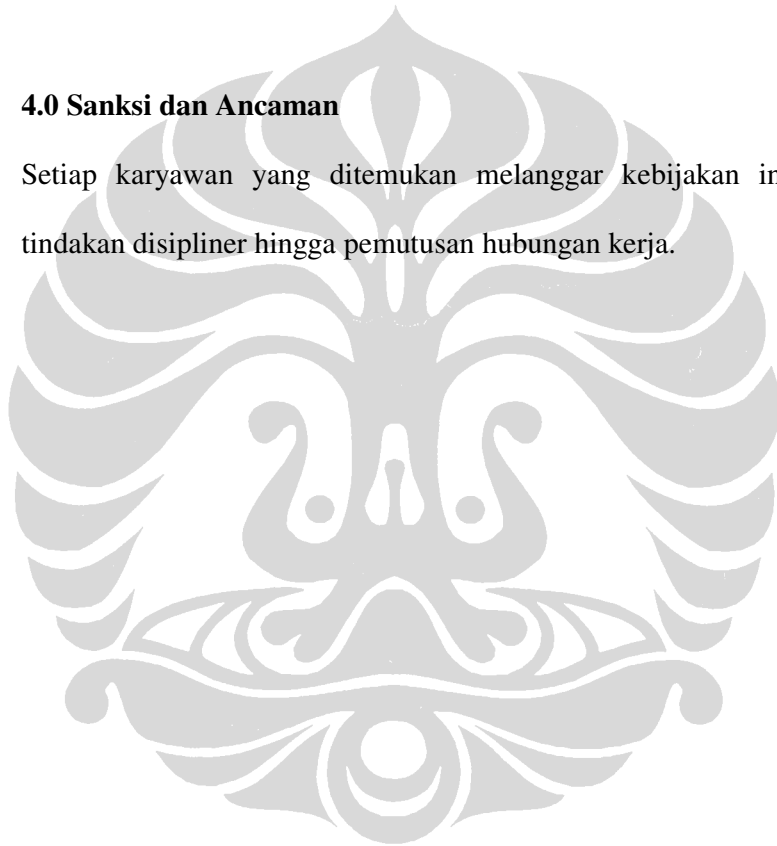 4.0 Sanksi dan Ancaman
Setiap karyawan yang ditemukan melanggar kebijakan in
tindakan disipliner hingga pemutusan hubungan kerja.